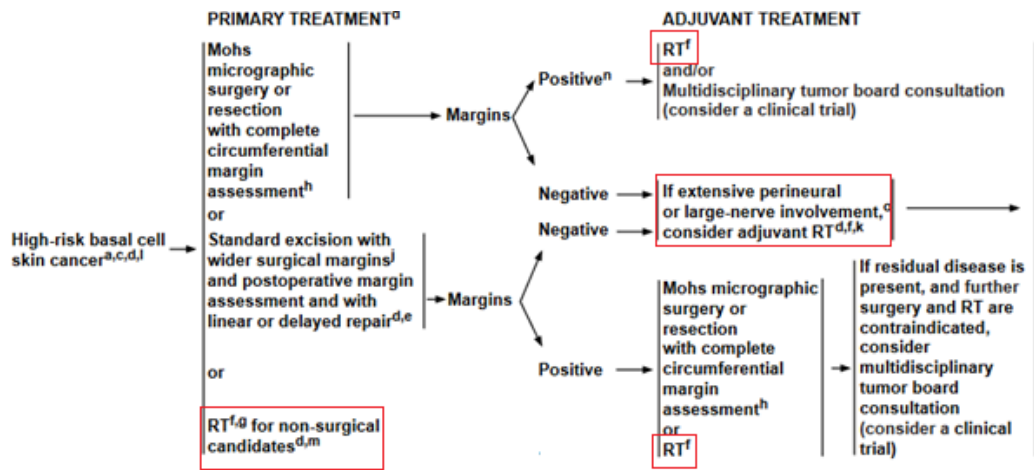 PRIMARY TREATMENTᵃ
ADJUVANT TREATMENT
High-risk basal cell
skin cancerᵃ,ᶜ,ᵈ,ˡ
Mohs
micrographic
surgery or
resection
with complete
circumferential
margin
assessmentʰ
or
Standard excision with
wider surgical marginsʲ
and postoperative margin
assessment and with
linear or delayed repairᵈ,ᵉ
or
RTᶠ,ᵍ for non-surgical
candidatesᵈ,ᵐ
Margins
Positiveⁿ
Negative
RTᶠ
and/or
Multidisciplinary tumor board consultation
(consider a clinical trial)
Margins
Negative
Positive
If extensive perineural
or large-nerve involvement,ᵒ
consider adjuvant RTᵈ,ᶠ,ᵏ
Mohs micrographic
surgery or
resection
with complete
circumferential
margin
assessmentʰ
or
RTᶠ
If residual disease is
present, and further
surgery and RT are
contraindicated,
consider
multidisciplinary
tumor board
consultation
(consider a clinical
trial)